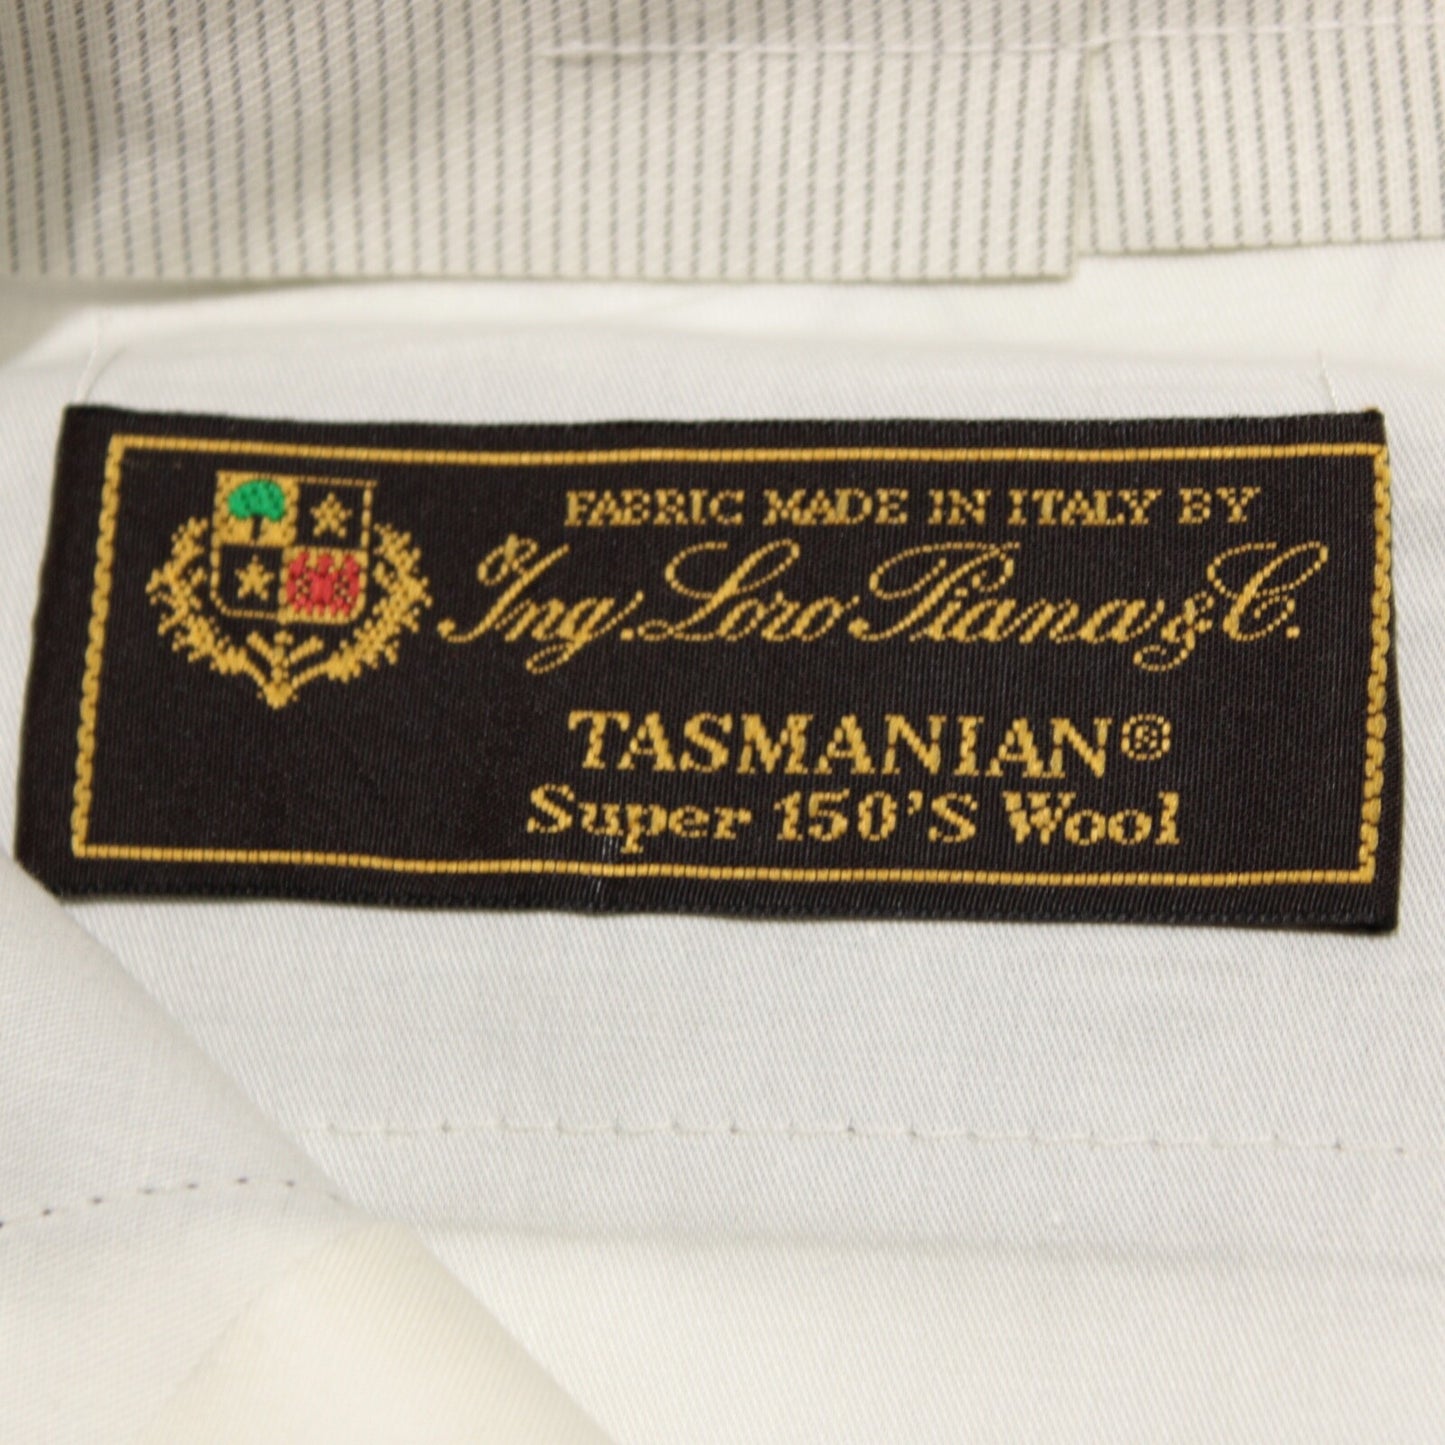 FABRIC MADE IN ITALY BY
Ing. Loro Piana & C.
TASMANIAN®
Super 150'S Wool